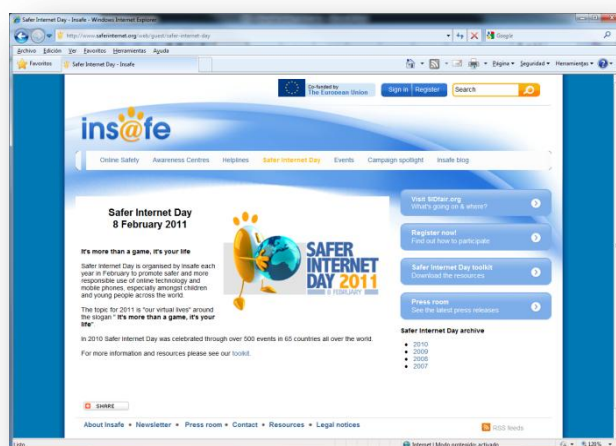 Safer Internet Day - Insafe - Windows Internet Explorer
http://www.saferinternet.org/web/guest/safer-internet-day
Google
Archivo Edición Ver Favoritos Herramientas Ayuda
Favoritos
Safer Internet Day - Insafe
Página Seguridad Herramientas
Co-funded by
The European Union
Sign in Register
Search
ins@fe
Online Safety Awareness Centres Helplines Safer Internet Day Events Campaign spotlight Insafe blog
Safer Internet Day
8 February 2011
It's more than a game, it's your life
Safer Internet Day is organised by Insafe each
year in February to promote safer and more
responsible use of online technology and
mobile phones, especially amongst children
and young people across the world.
The topic for 2011 is "our virtual lives" around
the slogan " It's more than a game, it's your
life"
In 2010 Safer Internet Day was celebrated through over 500 events in 65 countries all over the world.
For more information and resources please see our toolkit.
SAFER
INTERNET
DAY 2011
8 FEBRUARY
Visit SIDfair.org
What's going on & where?
Register now!
Find out how to participate
Safer Internet Day toolkit
Download the resources
Press room
See the latest press releases
Safer Internet Day archive
2010
2009
2008
2007
SHARE
About Insafe Newsletter Press room Contact Resources Legal notices
RSS feeds
Listo
Internet | Modo protegido activado
125%